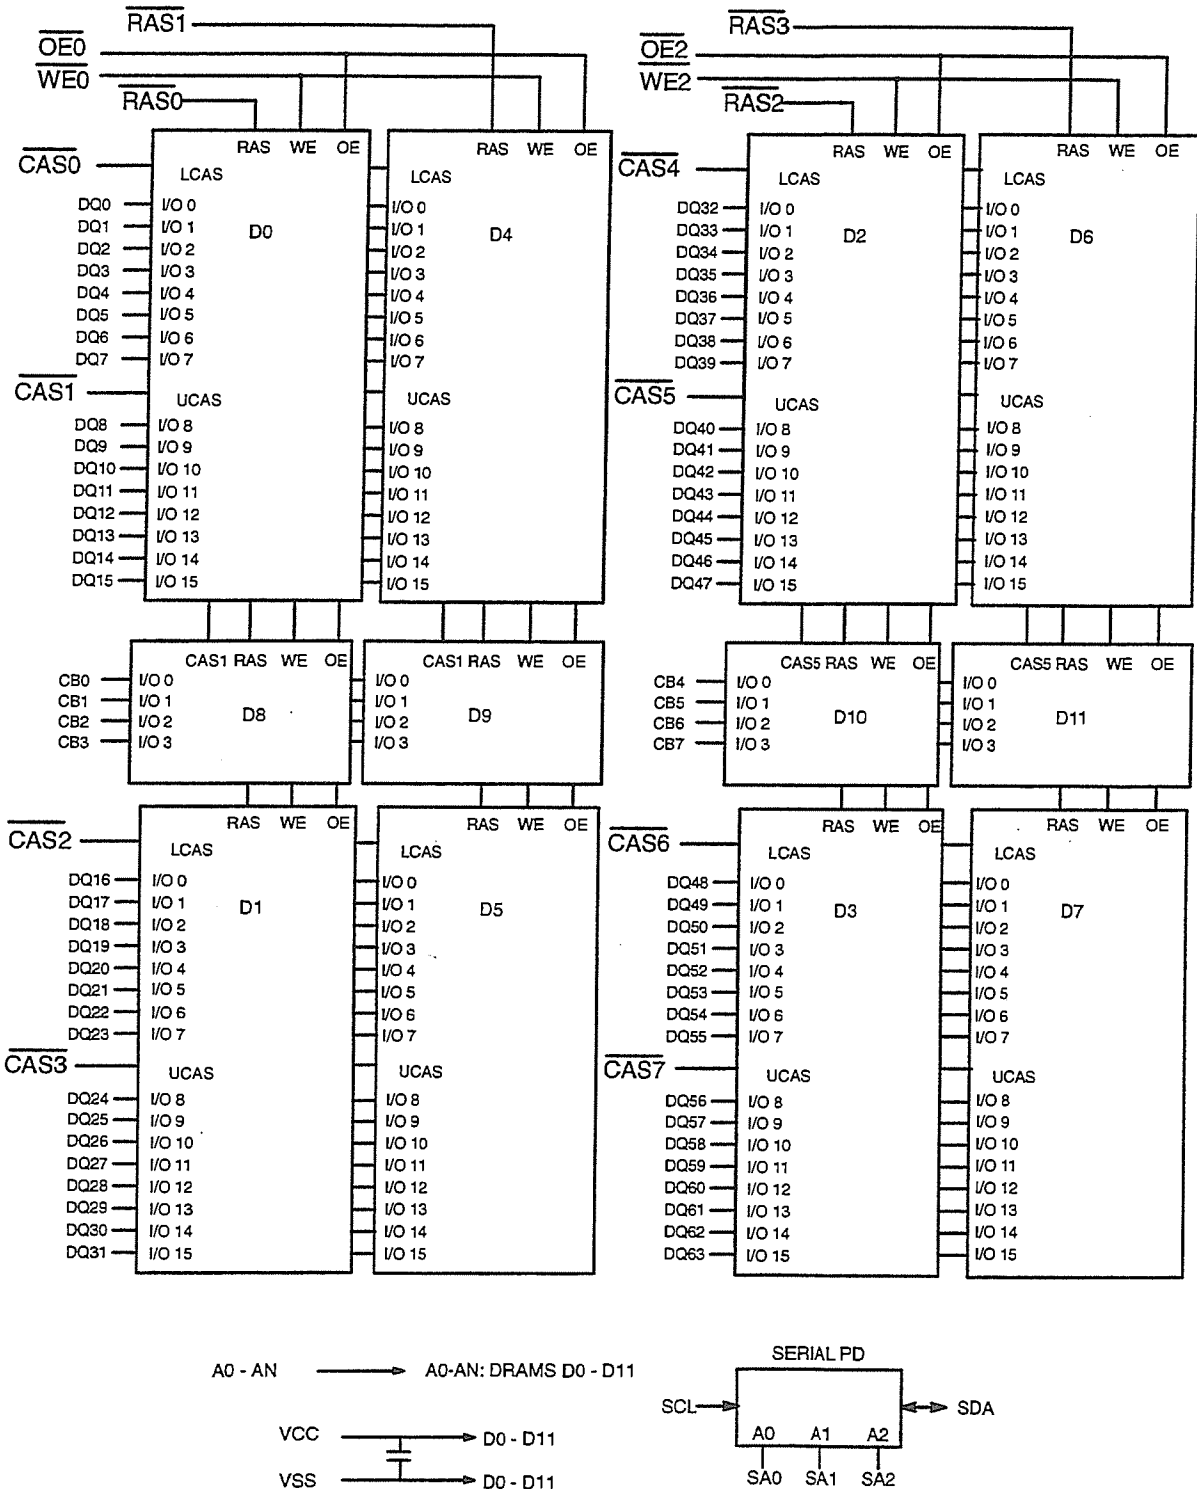 RAS1
OE0
WE0
RAS0
RAS WE OE
RAS WE OE
CAS0
LCAS
LCAS
DQ0 I/O 0 I/O 0
DQ1 I/O 1 D0 I/O 1 D4
DQ2 I/O 2 I/O 2
DQ3 I/O 3 I/O 3
DQ4 I/O 4 I/O 4
DQ5 I/O 5 I/O 5
DQ6 I/O 6 I/O 6
DQ7 I/O 7 I/O 7
CAS1
UCAS UCAS
DQ8 I/O 8 I/O 8
DQ9 I/O 9 I/O 9
DQ10 I/O 10 I/O 10
DQ11 I/O 11 I/O 11
DQ12 I/O 12 I/O 12
DQ13 I/O 13 I/O 13
DQ14 I/O 14 I/O 14
DQ15 I/O 15 I/O 15
CAS1 RAS WE OE CAS1 RAS WE OE
CB0 I/O 0 I/O 0
CB1 I/O 1 I/O 1
CB2 I/O 2 D8 I/O 2 D9
CB3 I/O 3 I/O 3
RAS WE OE RAS WE OE
CAS2
LCAS LCAS
DQ16 I/O 0 I/O 0
DQ17 I/O 1 D1 I/O 1 D5
DQ18 I/O 2 I/O 2
DQ19 I/O 3 I/O 3
DQ20 I/O 4 I/O 4
DQ21 I/O 5 I/O 5
DQ22 I/O 6 I/O 6
DQ23 I/O 7 I/O 7
CAS3
UCAS UCAS
DQ24 I/O 8 I/O 8
DQ25 I/O 9 I/O 9
DQ26 I/O 10 I/O 10
DQ27 I/O 11 I/O 11
DQ28 I/O 12 I/O 12
DQ29 I/O 13 I/O 13
DQ30 I/O 14 I/O 14
DQ31 I/O 15 I/O 15
RAS3
OE2
WE2
RAS2
RAS WE OE RAS WE OE
CAS4
LCAS LCAS
DQ32 I/O 0 I/O 0
DQ33 I/O 1 D2 I/O 1 D6
DQ34 I/O 2 I/O 2
DQ35 I/O 3 I/O 3
DQ36 I/O 4 I/O 4
DQ37 I/O 5 I/O 5
DQ38 I/O 6 I/O 6
DQ39 I/O 7 I/O 7
CAS5
UCAS UCAS
DQ40 I/O 8 I/O 8
DQ41 I/O 9 I/O 9
DQ42 I/O 10 I/O 10
DQ43 I/O 11 I/O 11
DQ44 I/O 12 I/O 12
DQ45 I/O 13 I/O 13
DQ46 I/O 14 I/O 14
DQ47 I/O 15 I/O 15
CAS5 RAS WE OE CAS5 RAS WE OE
CB4 I/O 0 I/O 0
CB5 I/O 1 I/O 1
CB6 I/O 2 D10 I/O 2 D11
CB7 I/O 3 I/O 3
RAS WE OE RAS WE OE
CAS6
LCAS LCAS
DQ48 I/O 0 I/O 0
DQ49 I/O 1 D3 I/O 1 D7
DQ50 I/O 2 I/O 2
DQ51 I/O 3 I/O 3
DQ52 I/O 4 I/O 4
DQ53 I/O 5 I/O 5
DQ54 I/O 6 I/O 6
DQ55 I/O 7 I/O 7
CAS7
UCAS UCAS
DQ56 I/O 8 I/O 8
DQ57 I/O 9 I/O 9
DQ58 I/O 10 I/O 10
DQ59 I/O 11 I/O 11
DQ60 I/O 12 I/O 12
DQ61 I/O 13 I/O 13
DQ62 I/O 14 I/O 14
DQ63 I/O 15 I/O 15
A0 - AN A0-AN: DRAMS D0 - D11
VCC D0 - D11
VSS D0 - D11
SERIAL PD
SCL SDA
A0 A1 A2
SA0 SA1 SA2